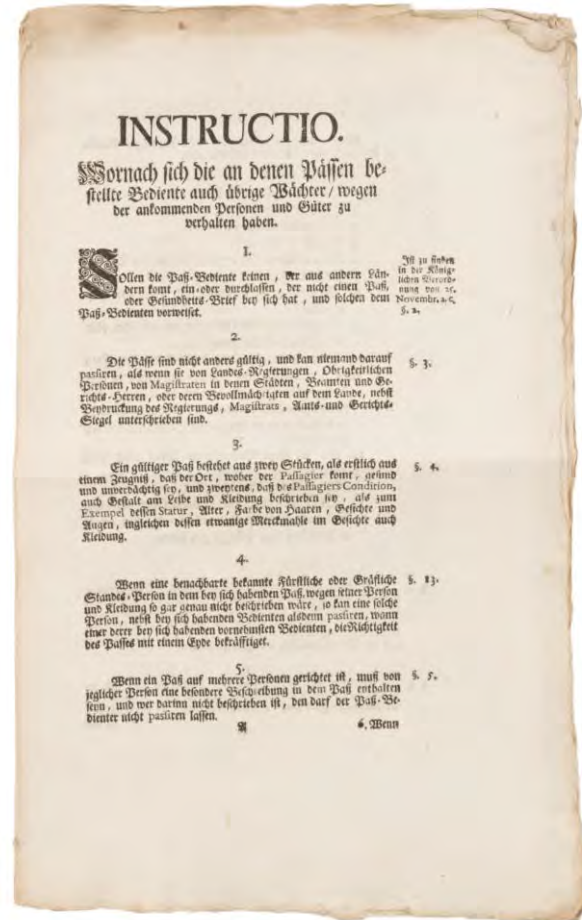 INSTRUCTIO.
Wornach sich die an denen Pässen be-
stellte Bediente auch übrige Wächter / wegen
der ankommenden Personen und Güter zu
verhalten haben.
1.
Sollen die Paß-Bediente keinen, der aus andern Län-
dern komt, ein-oder durchlassen, der nicht einen Paß,
oder Gesundheits-Brief bey sich hat, und solchen dem
Paß-Bedienten vorweiset.
Ist zu finden
in der König-
lichen Verord-
nung von 25.
Novembr. a. c.
§. 2.
2.
Die Pässe sind nicht anders gültig, und kan niemand darauf
passiren, als wenn sie von Landes-Regierungen, Obrigkeitlichen
Personen, von Magistraten in denen Städten, Beamten und Ge-
richts-Herren, oder deren Bevollmächtigten auf dem Lande, nebst
Beydruckung des Regierungs, Magistrats, Amts-und Gerichts-
Siegel unterschrieben sind.
§. 3.
3.
Ein gültiger Paß bestehet aus zwey Stücken, als erstlich aus
einem Zeugniß, daß der Ort, woher der Passagier komt, gesund
und unverdächtig sey, und zweytens, daß des Passagiers Condition,
auch Gestalt am Leibe und Kleidung beschrieben sey, als zum
Exempel dessen Statur, Alter, Farbe von Haaren, Gesichte und
Augen, ingleichen dessen etwanige Merckmahle im Gesichte auch
Kleidung.
§. 4.
4.
Wenn eine benachbarte bekannte Fürstliche oder Gräfliche
Standes-Person in dem bey sich habenden Paß, wegen seiner Person
und Kleidung so gar genau nicht beschrieben wäre, so kan eine solche
Person, nebst bey sich habenden Bedienten alsdenn passiren, wann
einer derer bey sich habenden vornehmsten Bedienten, die Richtigkeit
des Passes mit einem Eyde bekräfftiget.
§. 13.
5.
Wenn ein Paß auf mehrere Personen gerichtet ist, muß von
jeglicher Person eine besondere Beschreibung in dem Paß enthalten
seyn, und wer darinn nicht beschrieben ist, den darf der Paß-Be-
dienter nicht passiren lassen.
§. 5.
A
6. Wenn